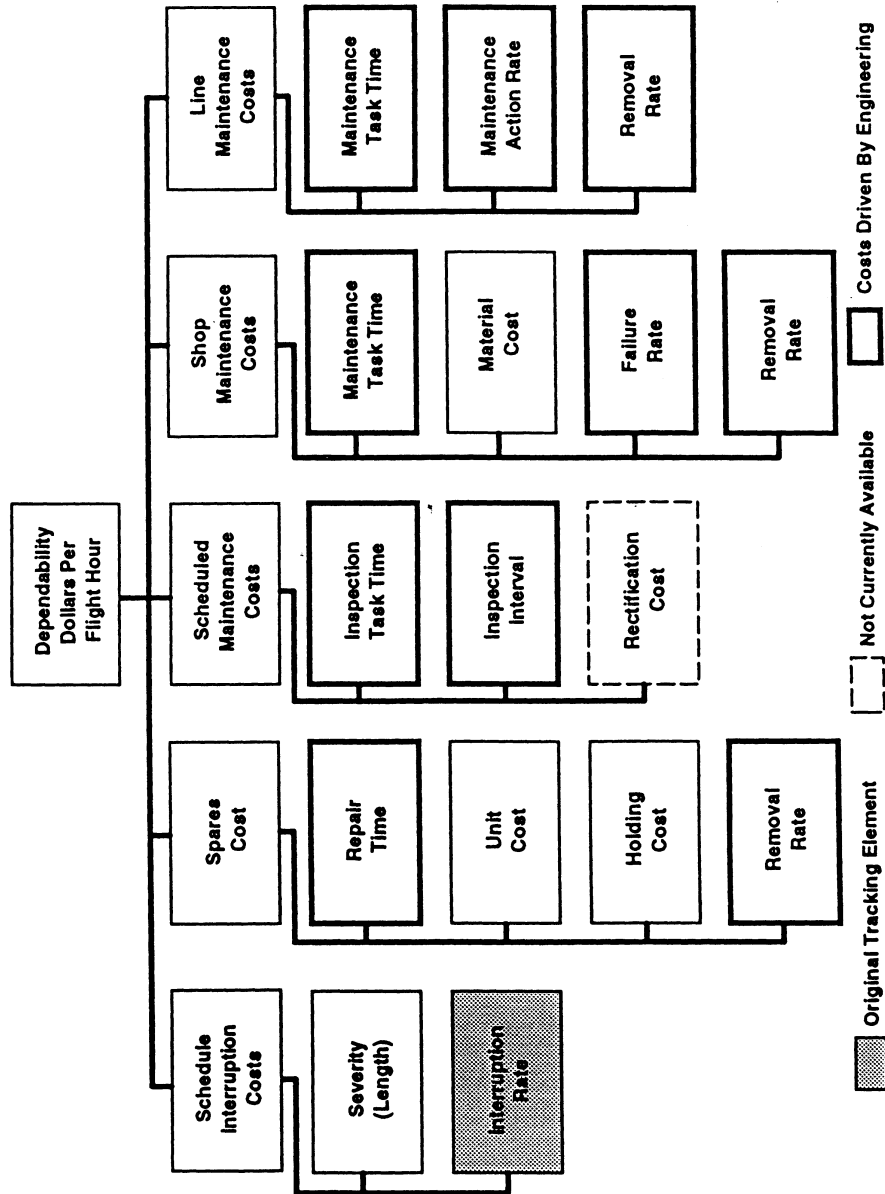 Dependability
Dollars Per
Flight Hour
Schedule
Interruption
Costs
Severity
(Length)
Interruption
Rate
Spares
Cost
Repair
Time
Unit
Cost
Holding
Cost
Removal
Rate
Scheduled
Maintenance
Costs
Inspection
Task Time
Inspection
Interval
Rectification
Cost
Shop
Maintenance
Costs
Maintenance
Task Time
Material
Cost
Failure
Rate
Removal
Rate
Line
Maintenance
Costs
Maintenance
Task Time
Maintenance
Action Rate
Removal
Rate
Original Tracking Element
Not Currently Available
Costs Driven By Engineering